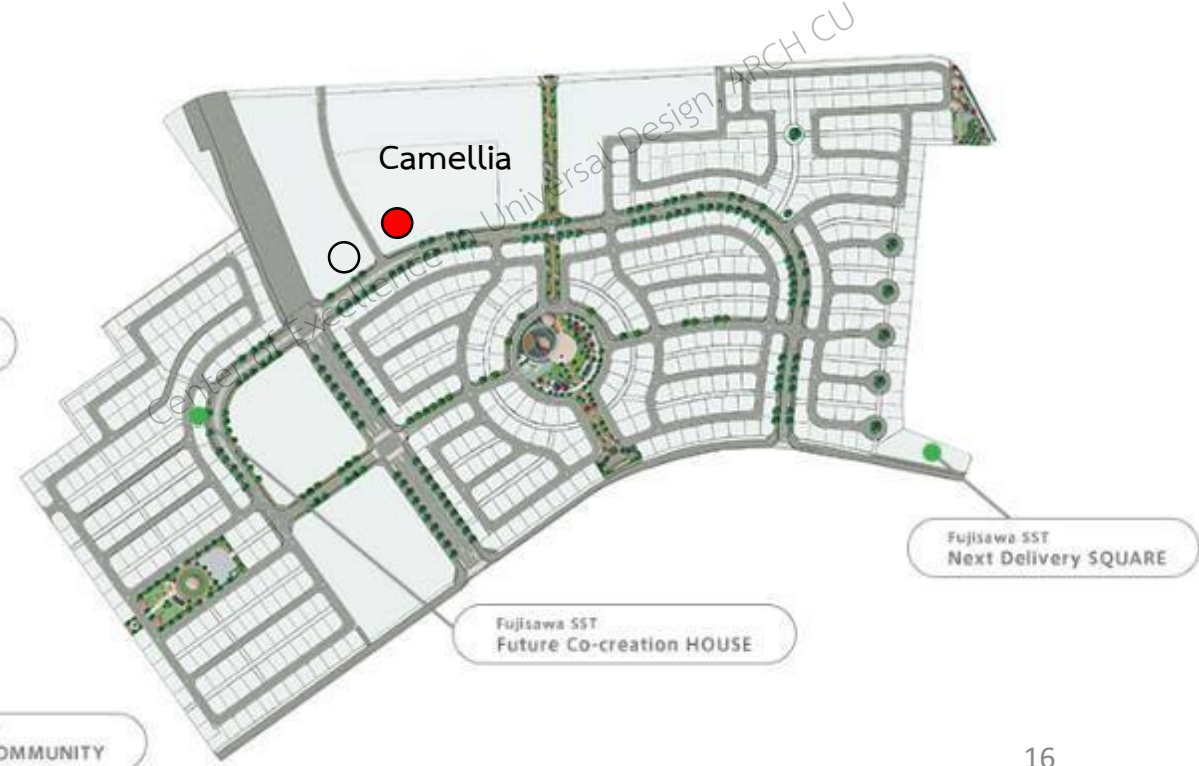 Center of Excellence in Universal Design, ARCH CU
Camellia
Fujisawa SST
Next Delivery SQUARE
Fujisawa SST
Future Co-creation HOUSE
OMMUNITY
16